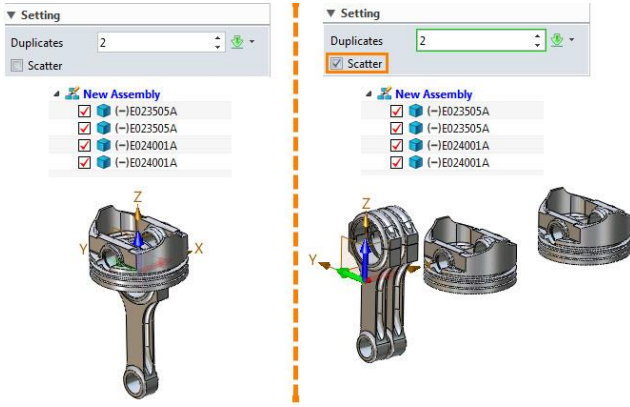 Setting
Duplicates 2
Scatter
New Assembly
(-)E023505A
(-)E023505A
(-)E024001A
(-)E024001A
Z
Y
X
Setting
Duplicates 2
Scatter
New Assembly
(-)E023505A
(-)E023505A
(-)E024001A
(-)E024001A
Z
Y